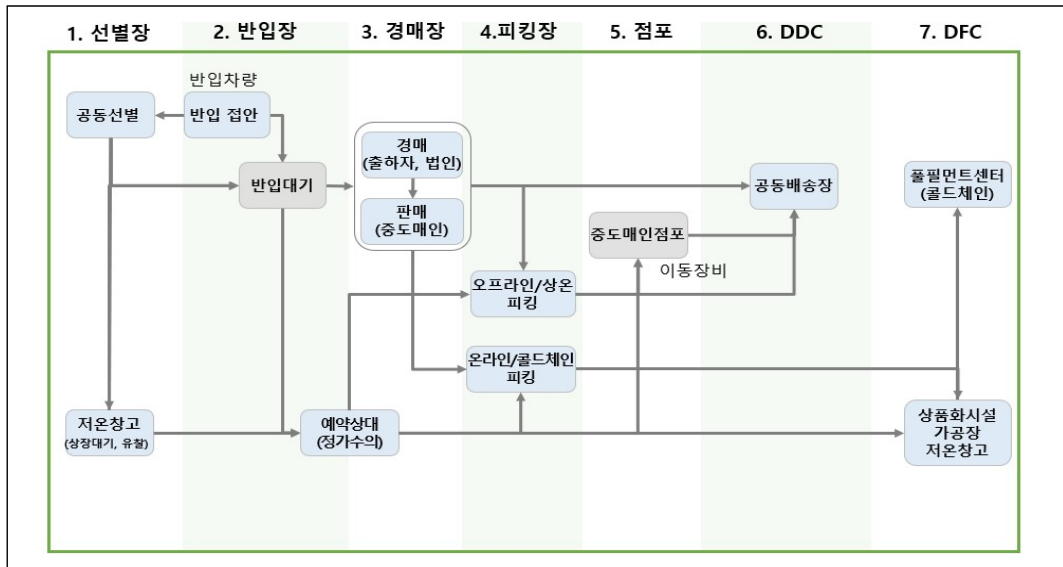 1. 선별장
2. 반입장
3. 경매장
4.피킹장
5. 점포
6. DDC
7. DFC
반입차량
공동선별
반입 접안
경매
(출하자, 법인)
반입대기
판매
(중도매인)
공동배송장
풀필먼트센터
(콜드체인)
중도매인점포
이동장비
오프라인/상온
피킹
온라인/콜드체인
피킹
저온창고
(상장대기, 유찰)
예약상대
(정가수의)
상품화시설
가공장
저온창고